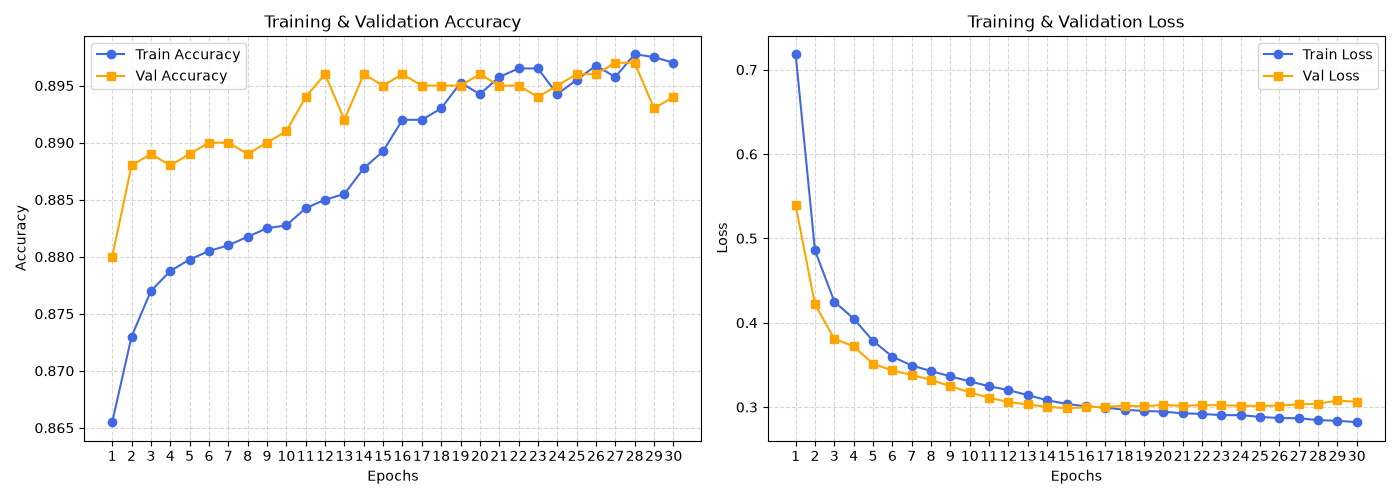 Training & Validation Accuracy
Train Accuracy
Val Accuracy
Accuracy
0.895
0.890
0.885
0.880
0.875
0.870
0.865
1 2 3 4 5 6 7 8 9 10 11 12 13 14 15 16 17 18 19 20 21 22 23 24 25 26 27 28 29 30
Epochs
Training & Validation Loss
Train Loss
Val Loss
Loss
0.7
0.6
0.5
0.4
0.3
1 2 3 4 5 6 7 8 9 10 11 12 13 14 15 16 17 18 19 20 21 22 23 24 25 26 27 28 29 30
Epochs